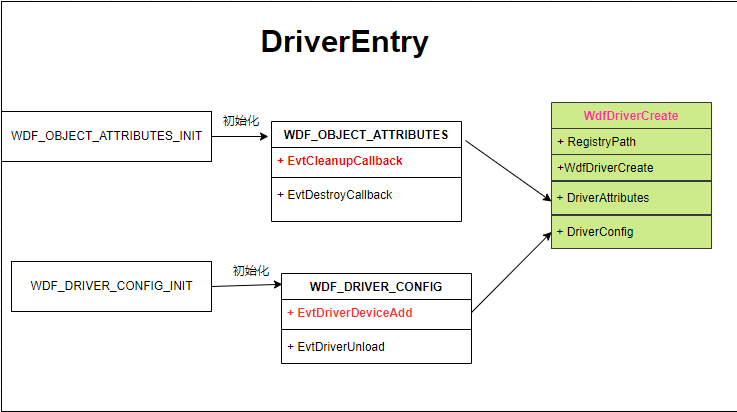 DriverEntry
WDF_OBJECT_ATTRIBUTES_INIT
初始化
WDF_OBJECT_ATTRIBUTES
+ EvtCleanupCallback
+ EvtDestroyCallback
WdfDriverCreate
+ RegistryPath
+WdfDriverCreate
+ DriverAttributes
+ DriverConfig
WDF_DRIVER_CONFIG_INIT
初始化
WDF_DRIVER_CONFIG
+ EvtDriverDeviceAdd
+ EvtDriverUnload